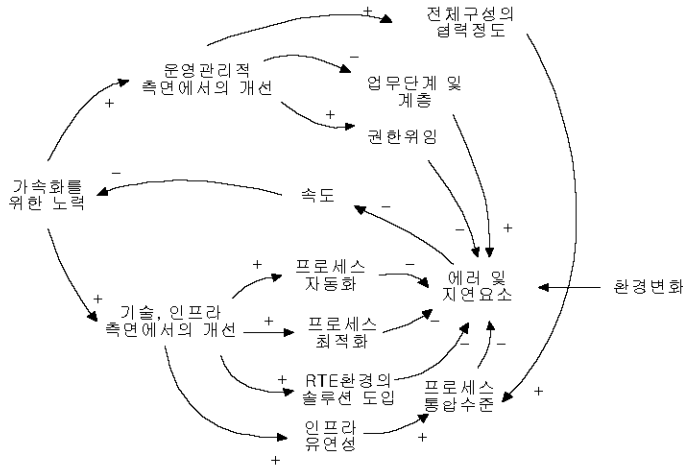 전체구성의
협력정도
운영관리적
측면에서의 개선
업무단계 및
계층
권한위임
가속화를
위한 노력
속도
프로세스
자동화
에러 및
지연요소
환경변화
기술, 인프라
측면에서의 개선
프로세스
최적화
RTE환경의
솔루션 도입
프로세스
통합수준
인프라
유연성
+
−
+
+
−
−
−
+
+
−
+
+
−
−
−
+
+
+
+